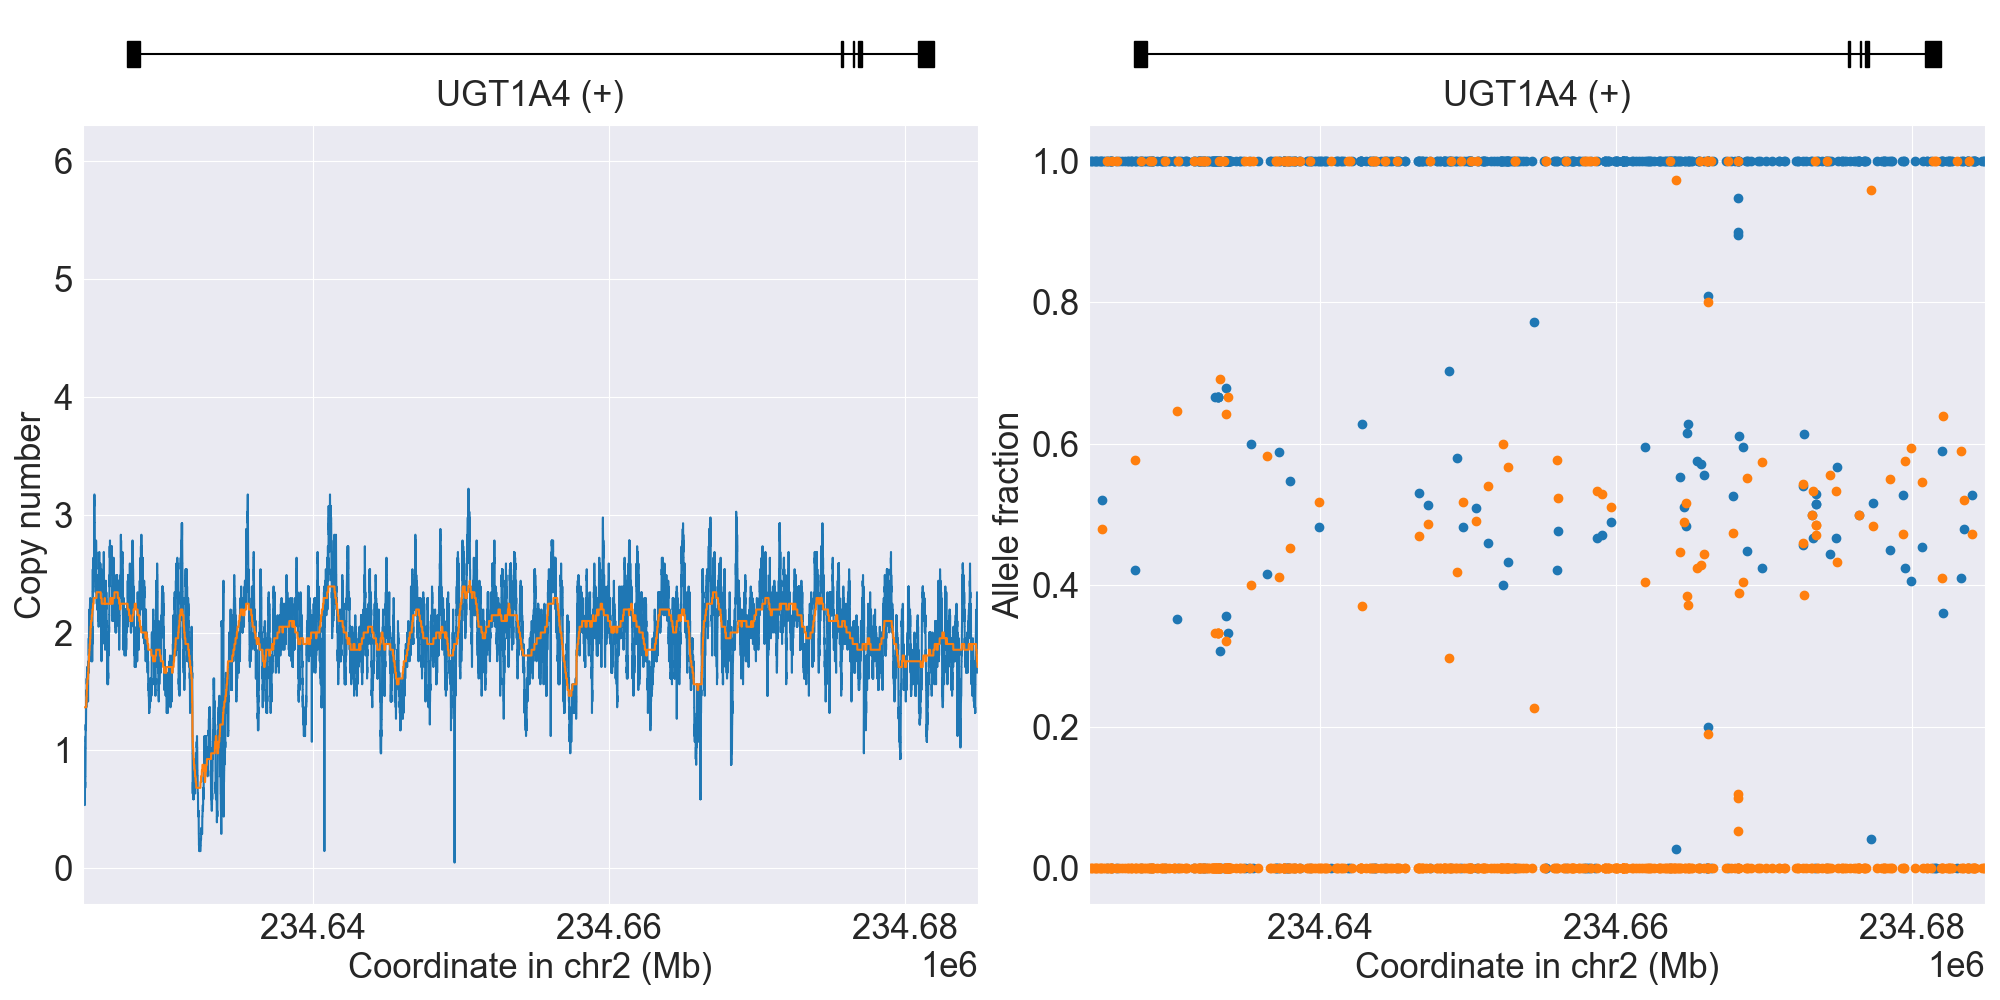 UGT1A4 (+)
6
5
4
3
2
1
0
Copy number
234.64
234.66
234.68
Coordinate in chr2 (Mb)
1e6
UGT1A4 (+)
1.0
0.8
0.6
0.4
0.2
0.0
Allele fraction
234.64
234.66
234.68
Coordinate in chr2 (Mb)
1e6